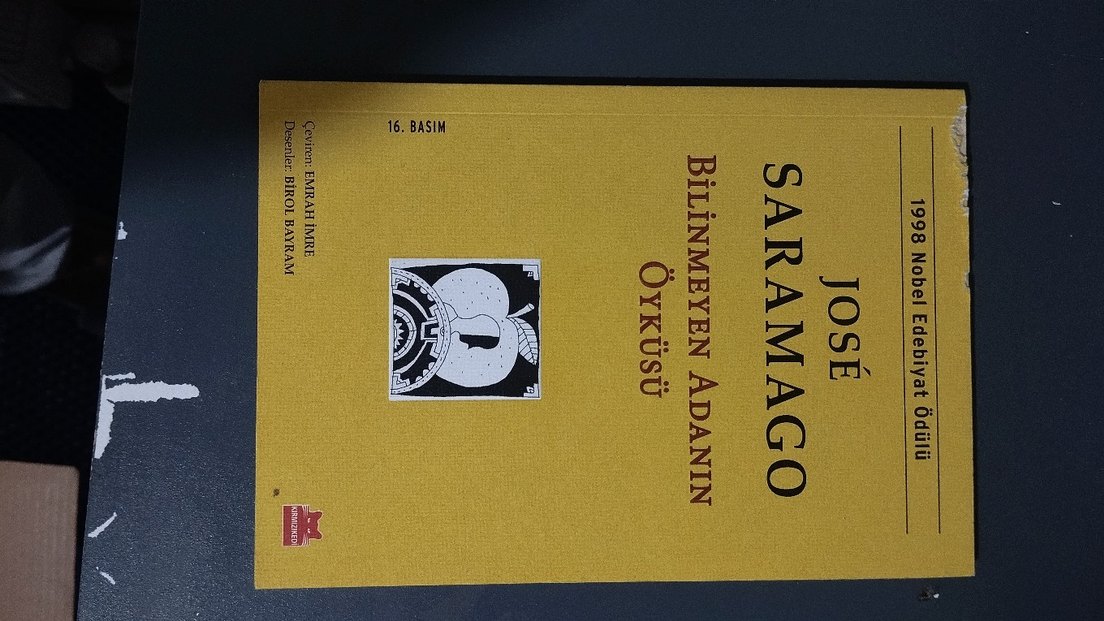 1998 Nobel Edebiyat Ödülü
JOSÉ
SARAMAGO
BİLİNMEYEN ADANIN
ÖYKÜSÜ
16. BASIM
Çeviren: EMRAH İMRE
Desenler: BİROL BAYRAM
KIRMIZIKEDİ